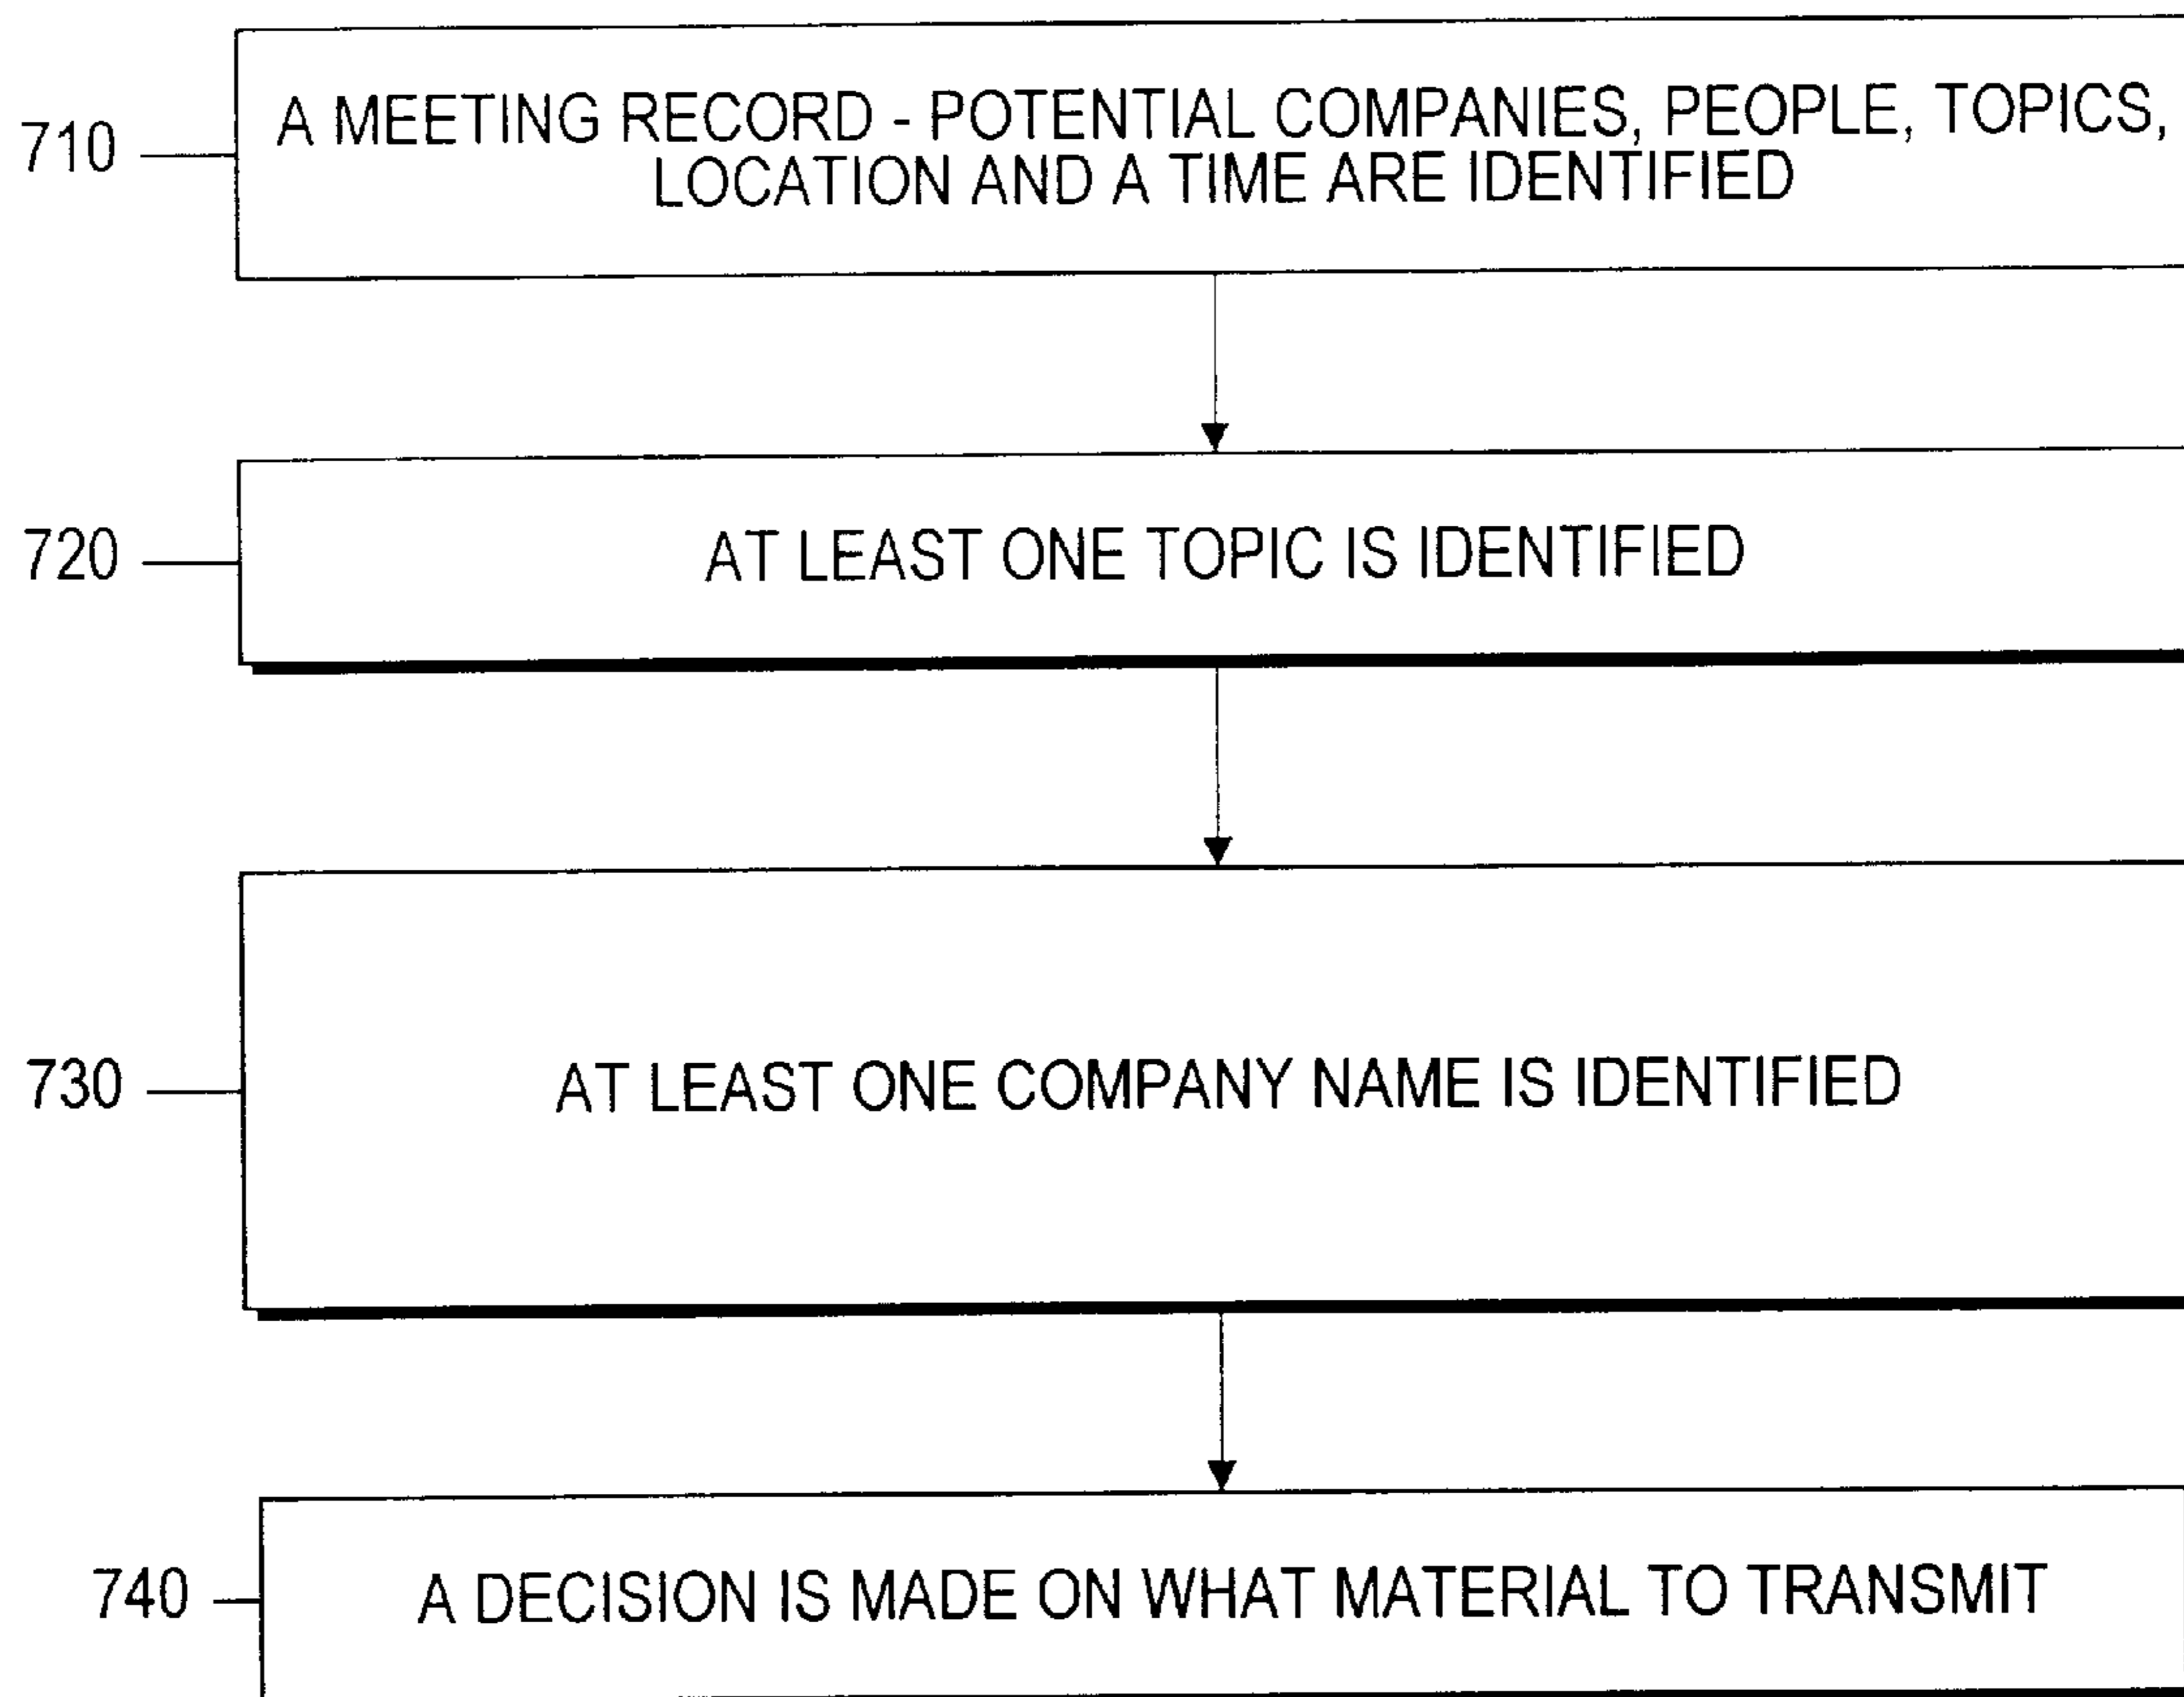 710
A MEETING RECORD - POTENTIAL COMPANIES, PEOPLE, TOPICS,
LOCATION AND A TIME ARE IDENTIFIED
720
AT LEAST ONE TOPIC IS IDENTIFIED
730
AT LEAST ONE COMPANY NAME IS IDENTIFIED
740
A DECISION IS MADE ON WHAT MATERIAL TO TRANSMIT